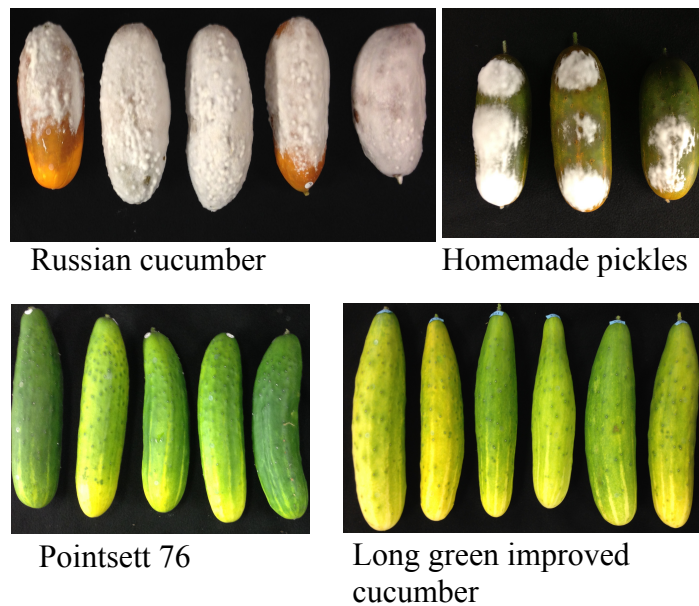 Russian cucumber
Homemade pickles
Pointsett 76
Long green improved
cucumber